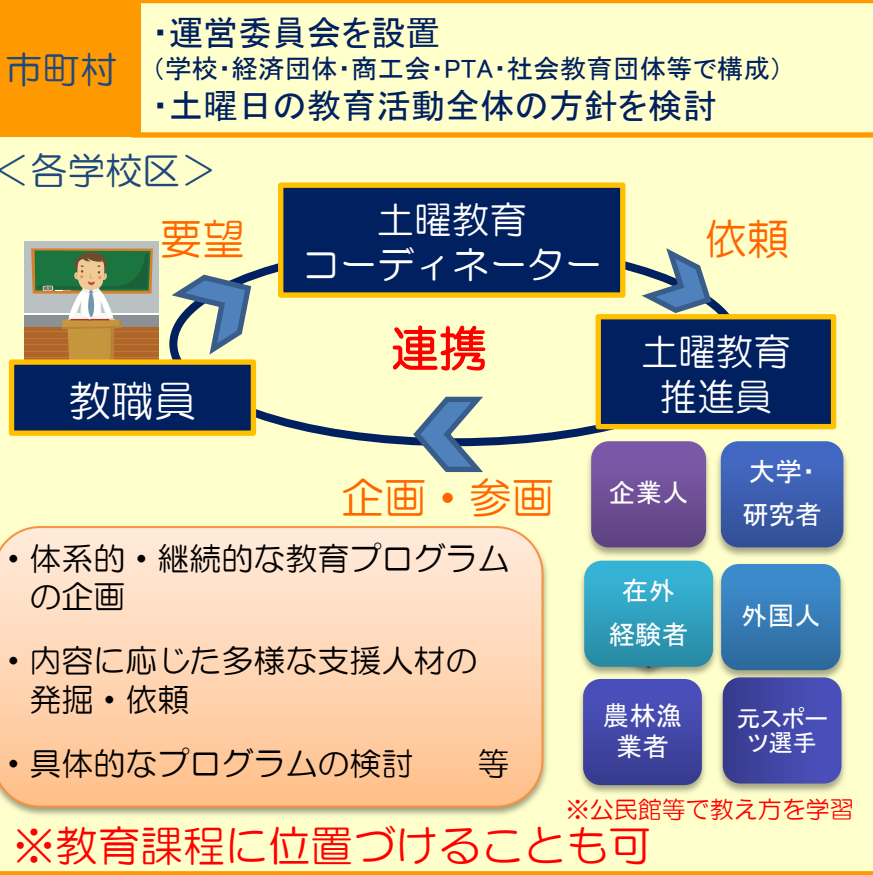 市町村
・運営委員会を設置
（学校・経済団体・商工会・PTA・社会教育団体等で構成）
・土曜日の教育活動全体の方針を検討
＜各学校区＞
要望
土曜教育
コーディネーター
依頼
連携
教職員
土曜教育
推進員
企画・参画
企業人
大学・
研究者
在外
経験者
外国人
農林漁
業者
元スポー
ツ選手
※公民館等で教え方を学習
・体系的・継続的な教育プログラム
の企画
・内容に応じた多様な支援人材の
発掘・依頼
・具体的なプログラムの検討　　等
※教育課程に位置づけることも可